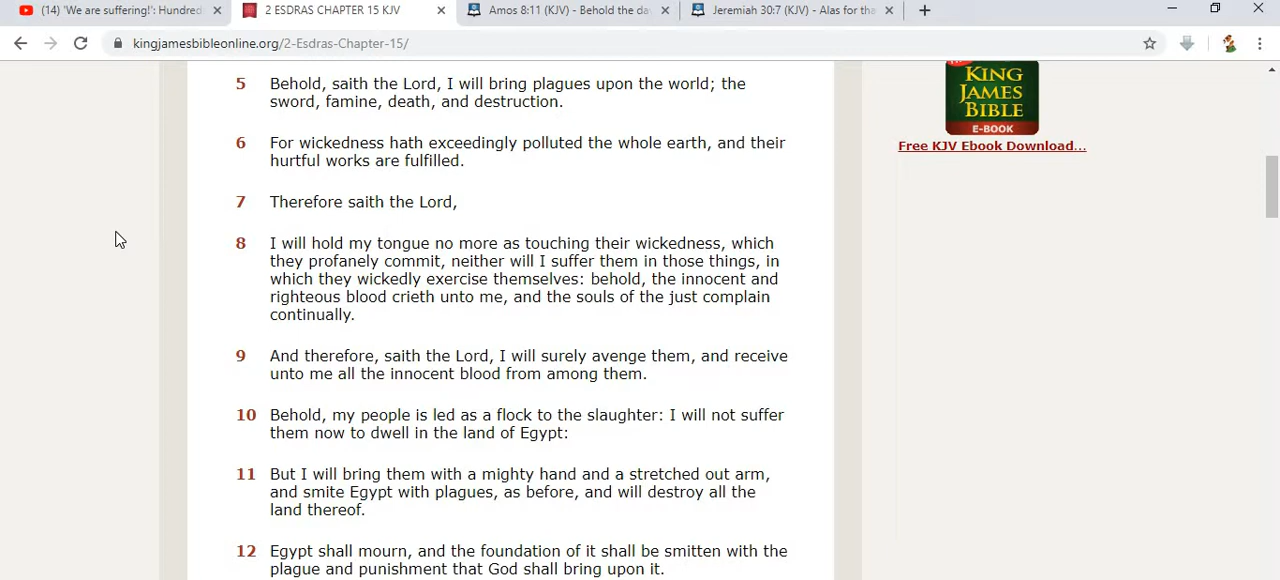 (14) 'We are suffering!': Hundred
2 ESDRAS CHAPTER 15 KJV
Amos 8:11 (KJV) - Behold the da
Jeremiah 30:7 (KJV) - Alas for tha
kingjamesbibleonline.org/2-Esdras-Chapter-15/
5 Behold, saith the Lord, I will bring plagues upon the world; the
sword, famine, death, and destruction.
6 For wickedness hath exceedingly polluted the whole earth, and their
hurtful works are fulfilled.
7 Therefore saith the Lord,
8 I will hold my tongue no more as touching their wickedness, which
they profanely commit, neither will I suffer them in those things, in
which they wickedly exercise themselves: behold, the innocent and
righteous blood crieth unto me, and the souls of the just complain
continually.
9 And therefore, saith the Lord, I will surely avenge them, and receive
unto me all the innocent blood from among them.
10 Behold, my people is led as a flock to the slaughter: I will not suffer
them now to dwell in the land of Egypt:
11 But I will bring them with a mighty hand and a stretched out arm,
and smite Egypt with plagues, as before, and will destroy all the
land thereof.
12 Egypt shall mourn, and the foundation of it shall be smitten with the
plague and punishment that God shall bring upon it.
KING
JAMES
BIBLE
E-BOOK
Free KJV Ebook Download...